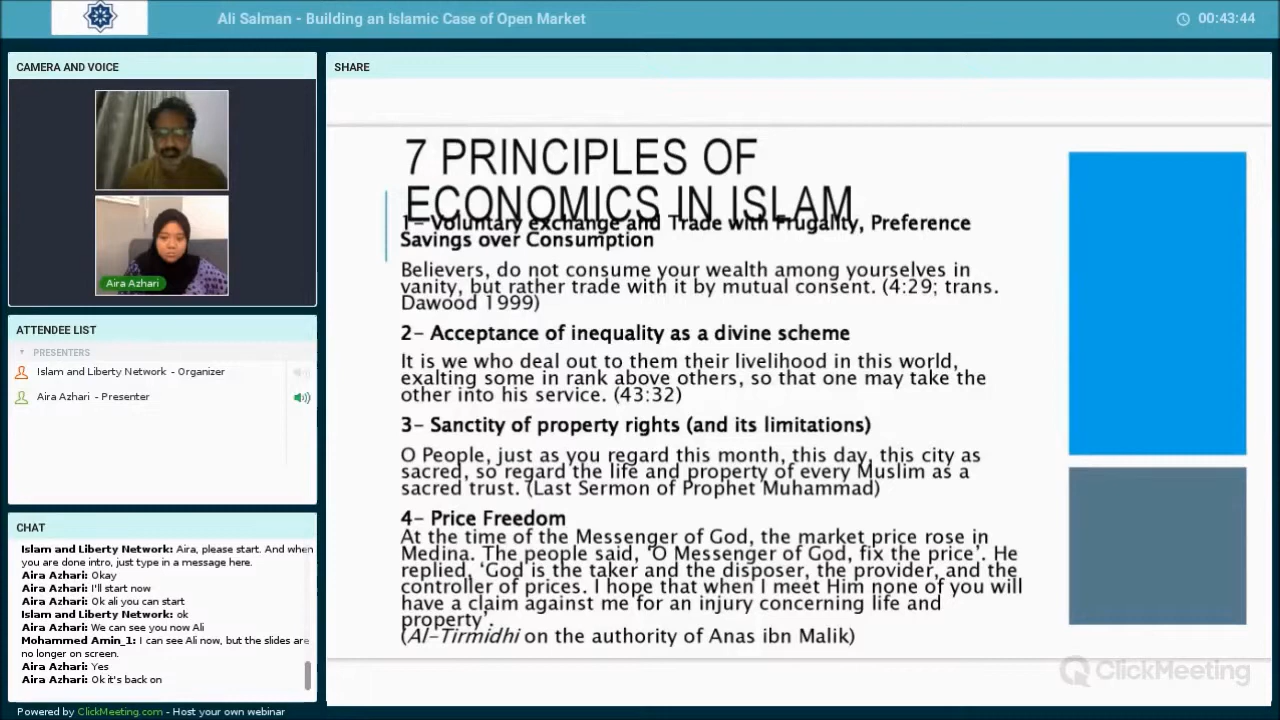 Ali Salman - Building an Islamic Case of Open Market
00:43:44
CAMERA AND VOICE
Aira Azhari
ATTENDEE LIST
PRESENTERS
Islam and Liberty Network - Organizer
Aira Azhari - Presenter
CHAT
Islam and Liberty Network: Aira, please start. And when
you are done intro, just type in a message here.
Aira Azhari: Okay
Aira Azhari: I'll start now
Aira Azhari: Ok ali you can start
Islam and Liberty Network: ok
Aira Azhari: We can see you now Ali
Mohammed Amin_1: I can see Ali now, but the slides are
no longer on screen.
Aira Azhari: Yes
Aira Azhari: Ok it's back on
Powered by ClickMeeting.com - Host your own webinar
SHARE
7 PRINCIPLES OF
ECONOMICS IN ISLAM
1- Voluntary exchange and Trade with Frugality, Preference
Savings over Consumption
Believers, do not consume your wealth among yourselves in
vanity, but rather trade with it by mutual consent. (4:29; trans.
Dawood 1999)
2- Acceptance of inequality as a divine scheme
It is we who deal out to them their livelihood in this world,
exalting some in rank above others, so that one may take the
other into his service. (43:32)
3- Sanctity of property rights (and its limitations)
O People, just as you regard this month, this day, this city as
sacred, so regard the life and property of every Muslim as a
sacred trust. (Last Sermon of Prophet Muhammad)
4- Price Freedom
At the time of the Messenger of God, the market price rose in
Medina. The people said, 'O Messenger of God, fix the price'. He
replied, 'God is the taker and the disposer, the provider, and the
controller of prices. I hope that when I meet Him none of you will
have a claim against me for an injury concerning life and
property'.
(Al-Tirmidhi on the authority of Anas ibn Malik)
ClickMeeting